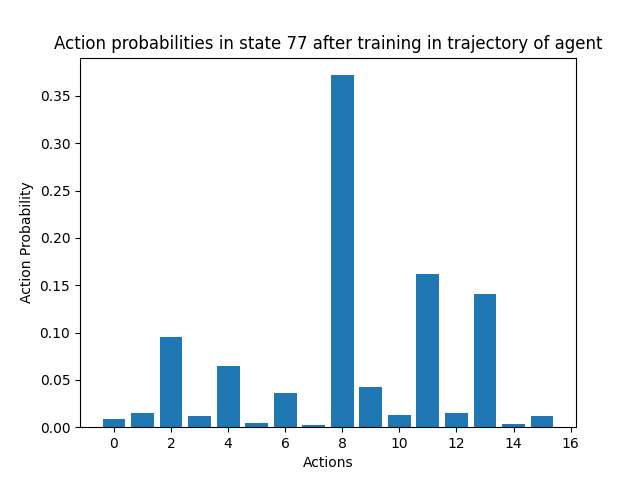 Action probabilities in state 77 after training in trajectory of agent
0.35
0.30
0.25
0.20
0.15
0.10
0.05
0.00
Action Probability
0 2 4 6 8 10 12 14 16
Actions